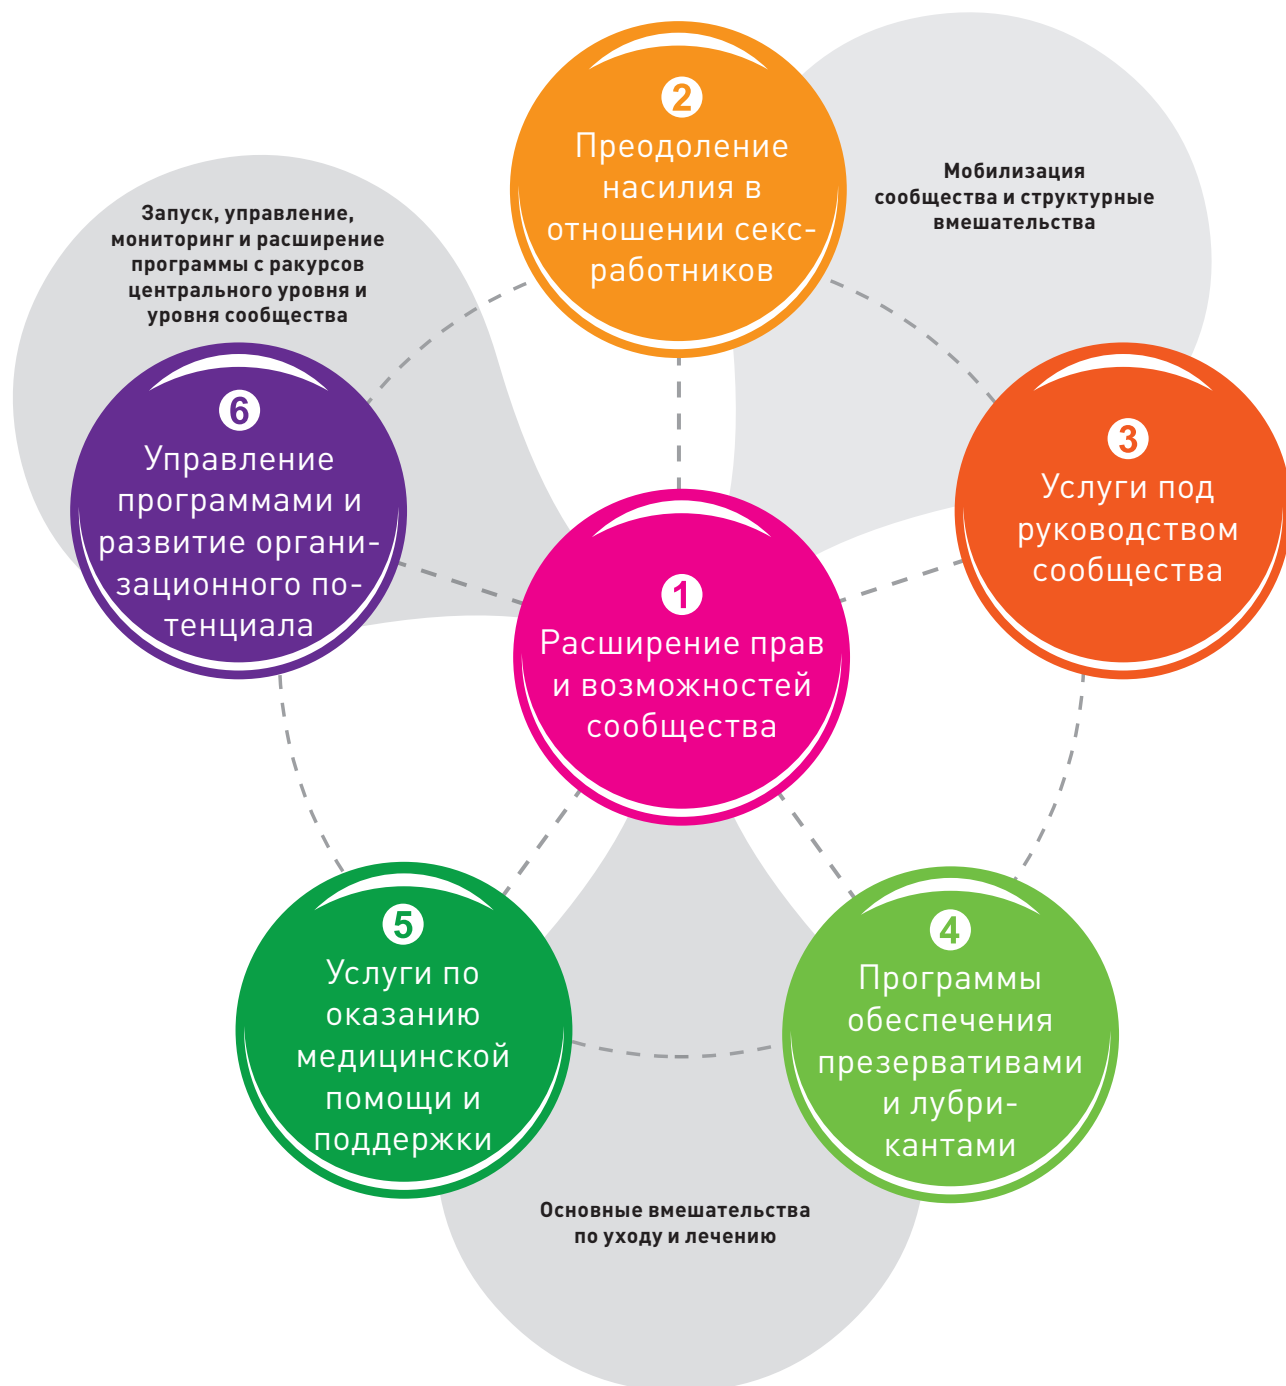 2
Преодоление
насилия в
отношении секс-
работников
Мобилизация
сообщества и структурные
вмешательства
Запуск, управление,
мониторинг и расширение
программы с ракурсов
центрального уровня и
уровня сообщества
6
Управление
программами и
развитие органи-
зационного по-
тенциала
3
Услуги под
руководством
сообщества
1
Расширение прав
и возможностей
сообщества
5
Услуги по
оказанию
медицинской
помощи и
поддержки
4
Программы
обеспечения
презервативами
и лубри-
кантами
Основные вмешательства
по уходу и лечению